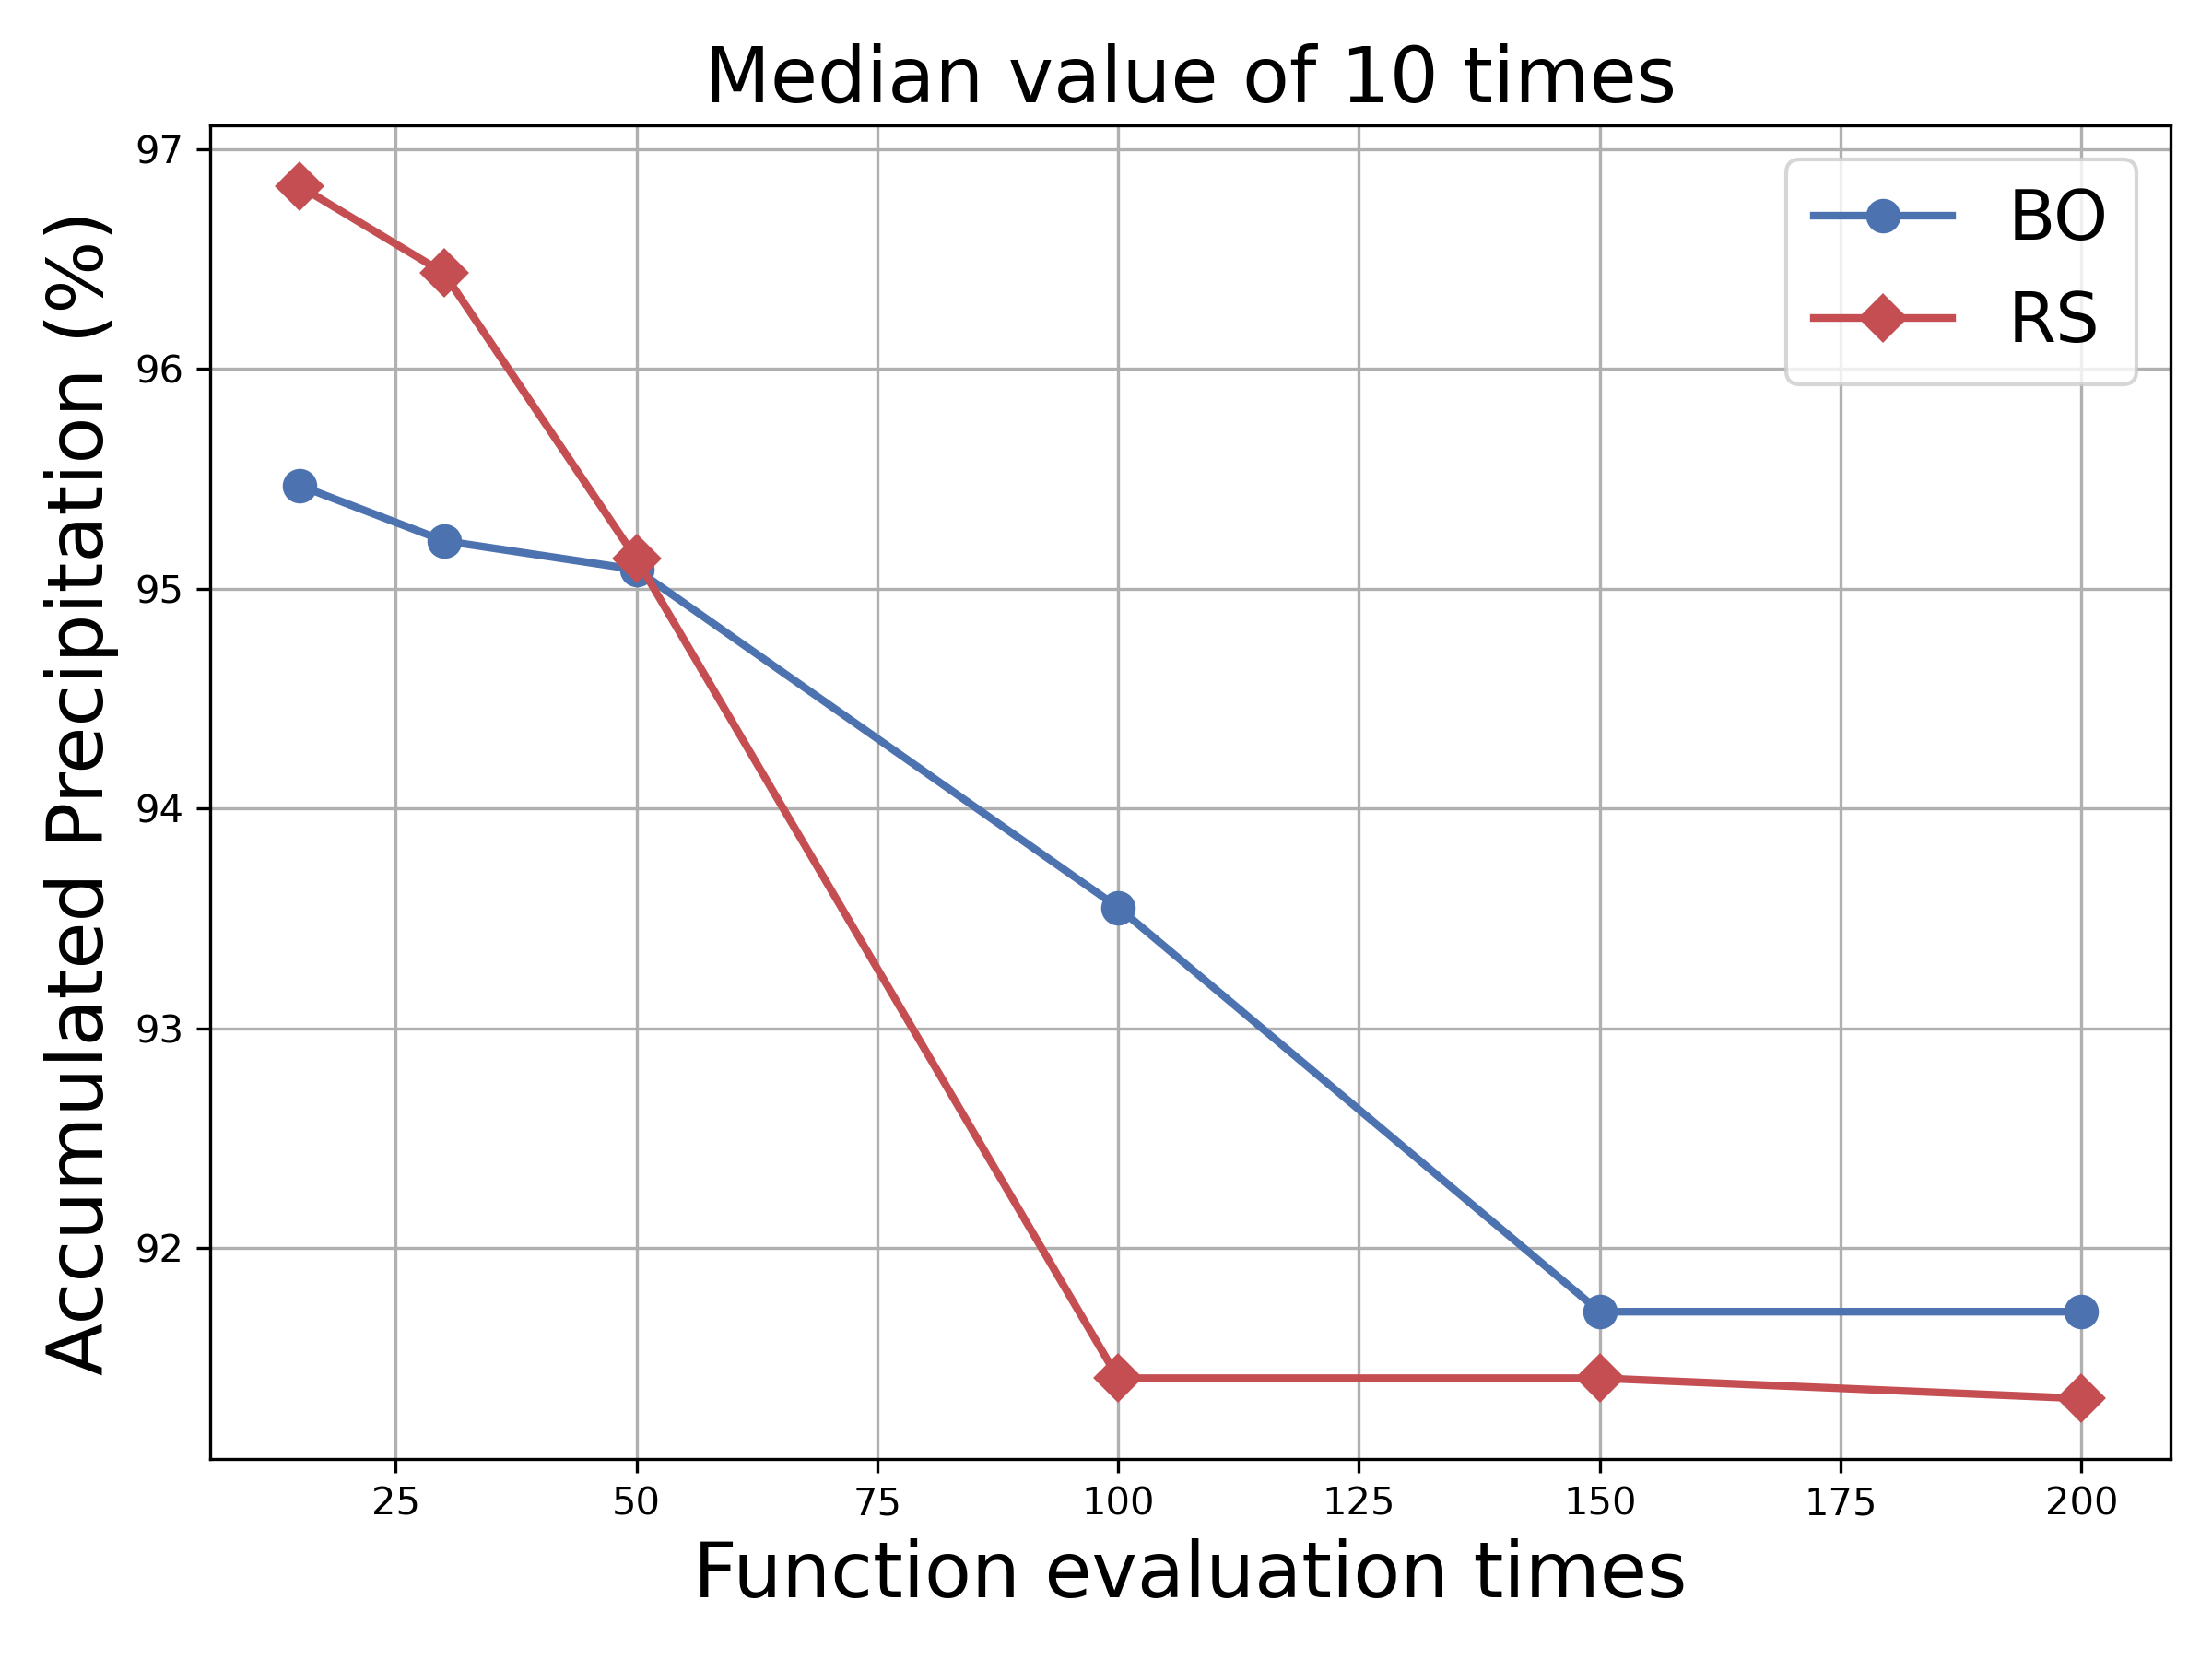 Median value of 10 times
Accumulated Precipitation (%)
97
96
95
94
93
92
BO
RS
25 50 75 100 125 150 175 200
Function evaluation times